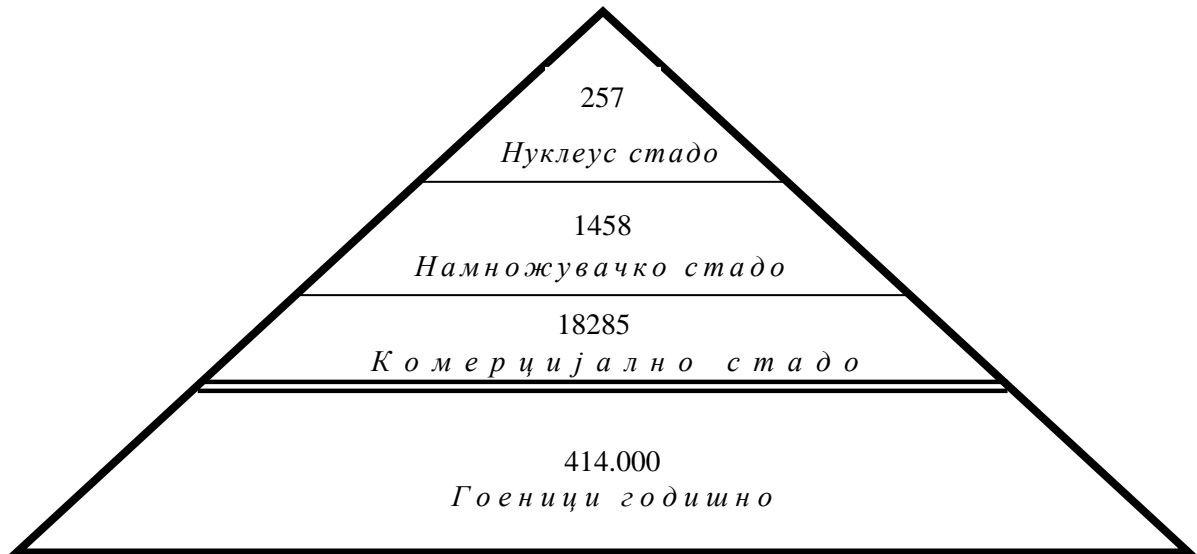 257
Нуклеус стадо
1458
Намножувачко стадо
18285
Комерцијално стадо
414.000
Гоеници годишно